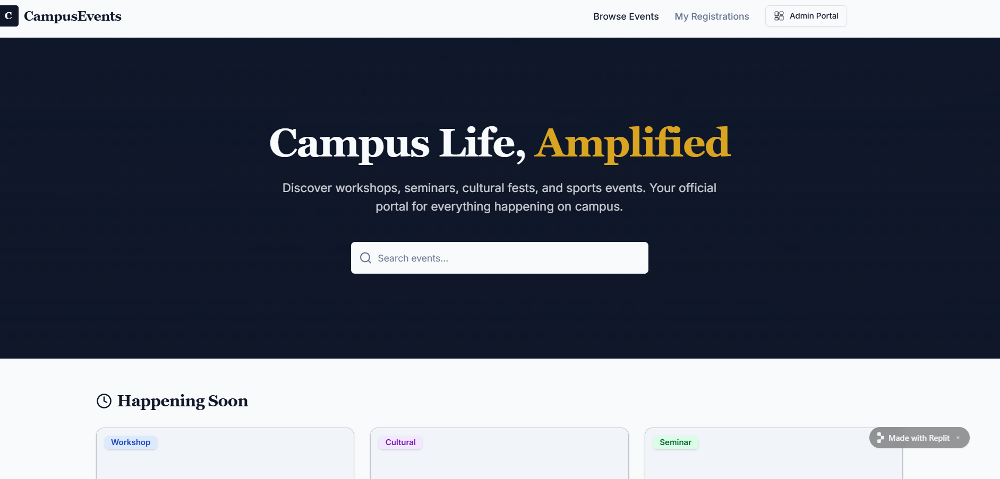 C CampusEvents
Browse Events
My Registrations
Admin Portal
Campus Life, Amplified
Discover workshops, seminars, cultural fests, and sports events. Your official
portal for everything happening on campus.
Search events...
Happening Soon
Workshop
Cultural
Seminar
Made with Replit ×